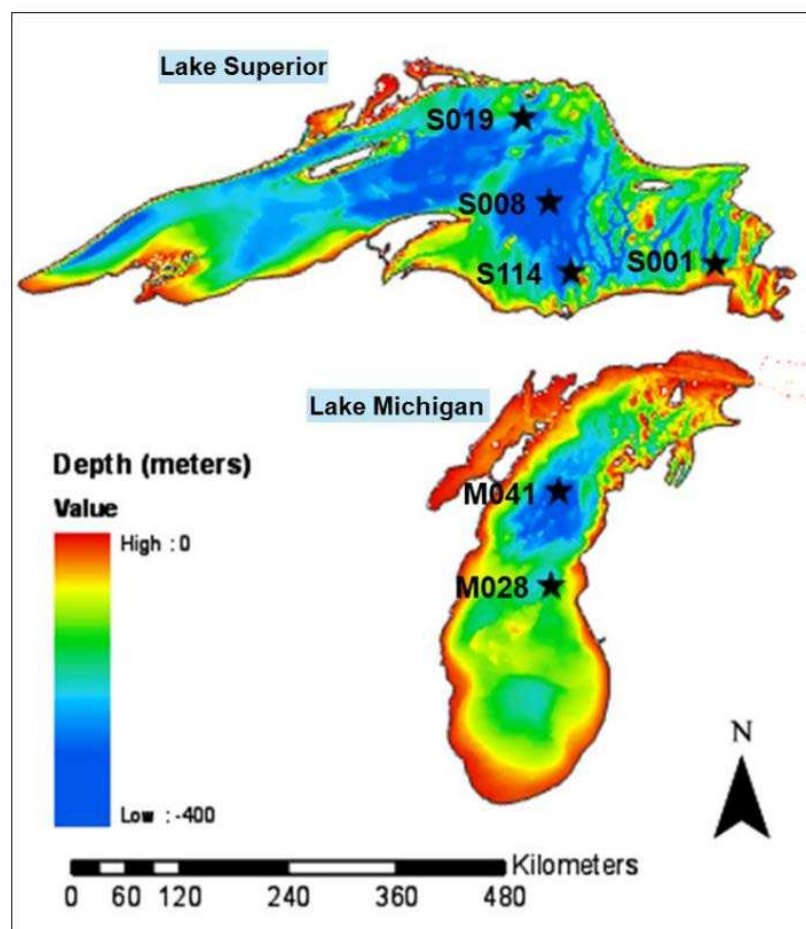 Lake Superior
S019
S008
S114
S001
Lake Michigan
M041
M028
Depth (meters)
Value
High : 0
Low : -400
N
Kilometers
0 60 120 240 360 480